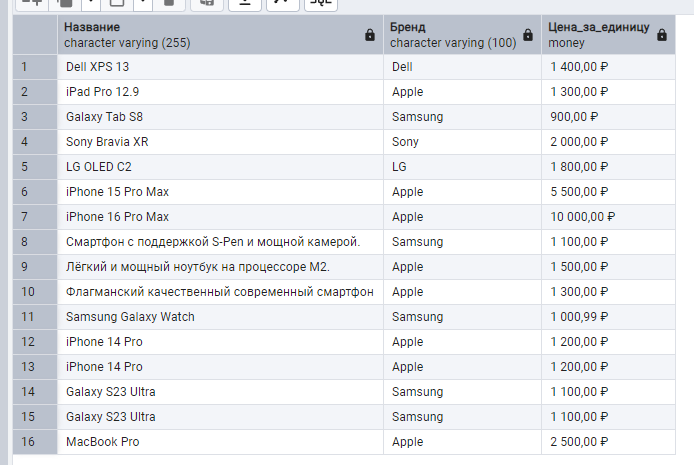 SQL
Название Бренд Цена_за_единицу
character varying (255) character varying (100) money
1 Dell XPS 13 Dell 1 400,00 ₽
2 iPad Pro 12.9 Apple 1 300,00 ₽
3 Galaxy Tab S8 Samsung 900,00 ₽
4 Sony Bravia XR Sony 2 000,00 ₽
5 LG OLED C2 LG 1 800,00 ₽
6 iPhone 15 Pro Max Apple 5 500,00 ₽
7 iPhone 16 Pro Max Apple 10 000,00 ₽
8 Смартфон с поддержкой S-Pen и мощной камерой. Samsung 1 100,00 ₽
9 Лёгкий и мощный ноутбук на процессоре M2. Apple 1 500,00 ₽
10 Флагманский качественный современный смартфон Apple 1 300,00 ₽
11 Samsung Galaxy Watch Samsung 1 000,99 ₽
12 iPhone 14 Pro Apple 1 200,00 ₽
13 iPhone 14 Pro Apple 1 200,00 ₽
14 Galaxy S23 Ultra Samsung 1 100,00 ₽
15 Galaxy S23 Ultra Samsung 1 100,00 ₽
16 MacBook Pro Apple 2 500,00 ₽